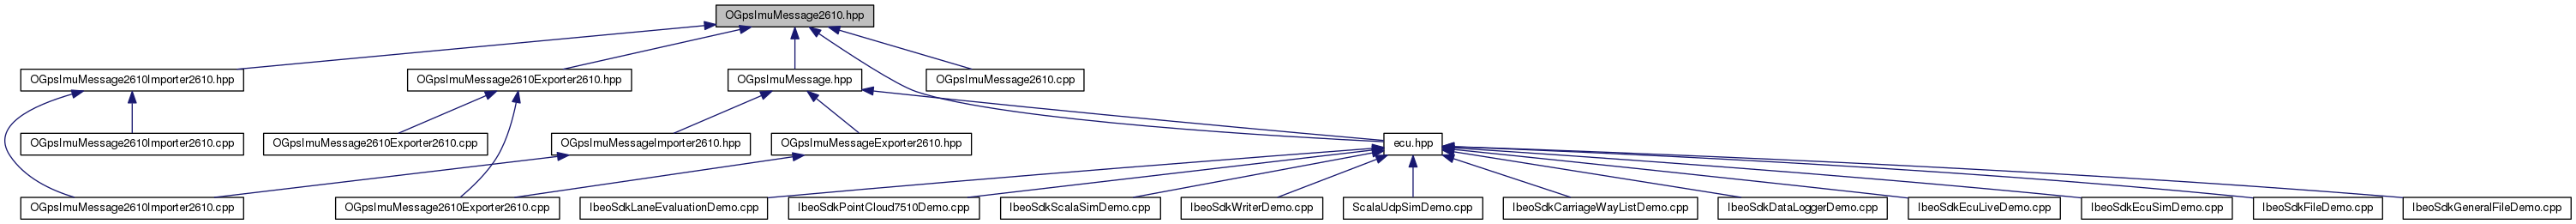 OGpsImuMessage2610.hpp
OGpsImuMessage2610Importer2610.hpp
OGpsImuMessage2610Exporter2610.hpp
OGpsImuMessage.hpp
OGpsImuMessage2610.cpp
OGpsImuMessage2610Importer2610.cpp
OGpsImuMessage2610Exporter2610.cpp
OGpsImuMessageImporter2610.hpp
OGpsImuMessageExporter2610.hpp
ecu.hpp
OGpsImuMessage2610Importer2610.cpp
OGpsImuMessage2610Exporter2610.cpp
IbeoSdkLaneEvaluationDemo.cpp
IbeoSdkPointCloud7510Demo.cpp
IbeoSdkScalaSimDemo.cpp
IbeoSdkWriterDemo.cpp
ScalaUdpSimDemo.cpp
IbeoSdkCarriageWayListDemo.cpp
IbeoSdkDataLoggerDemo.cpp
IbeoSdkEcuLiveDemo.cpp
IbeoSdkEcuSimDemo.cpp
IbeoSdkFileDemo.cpp
IbeoSdkGeneralFileDemo.cpp